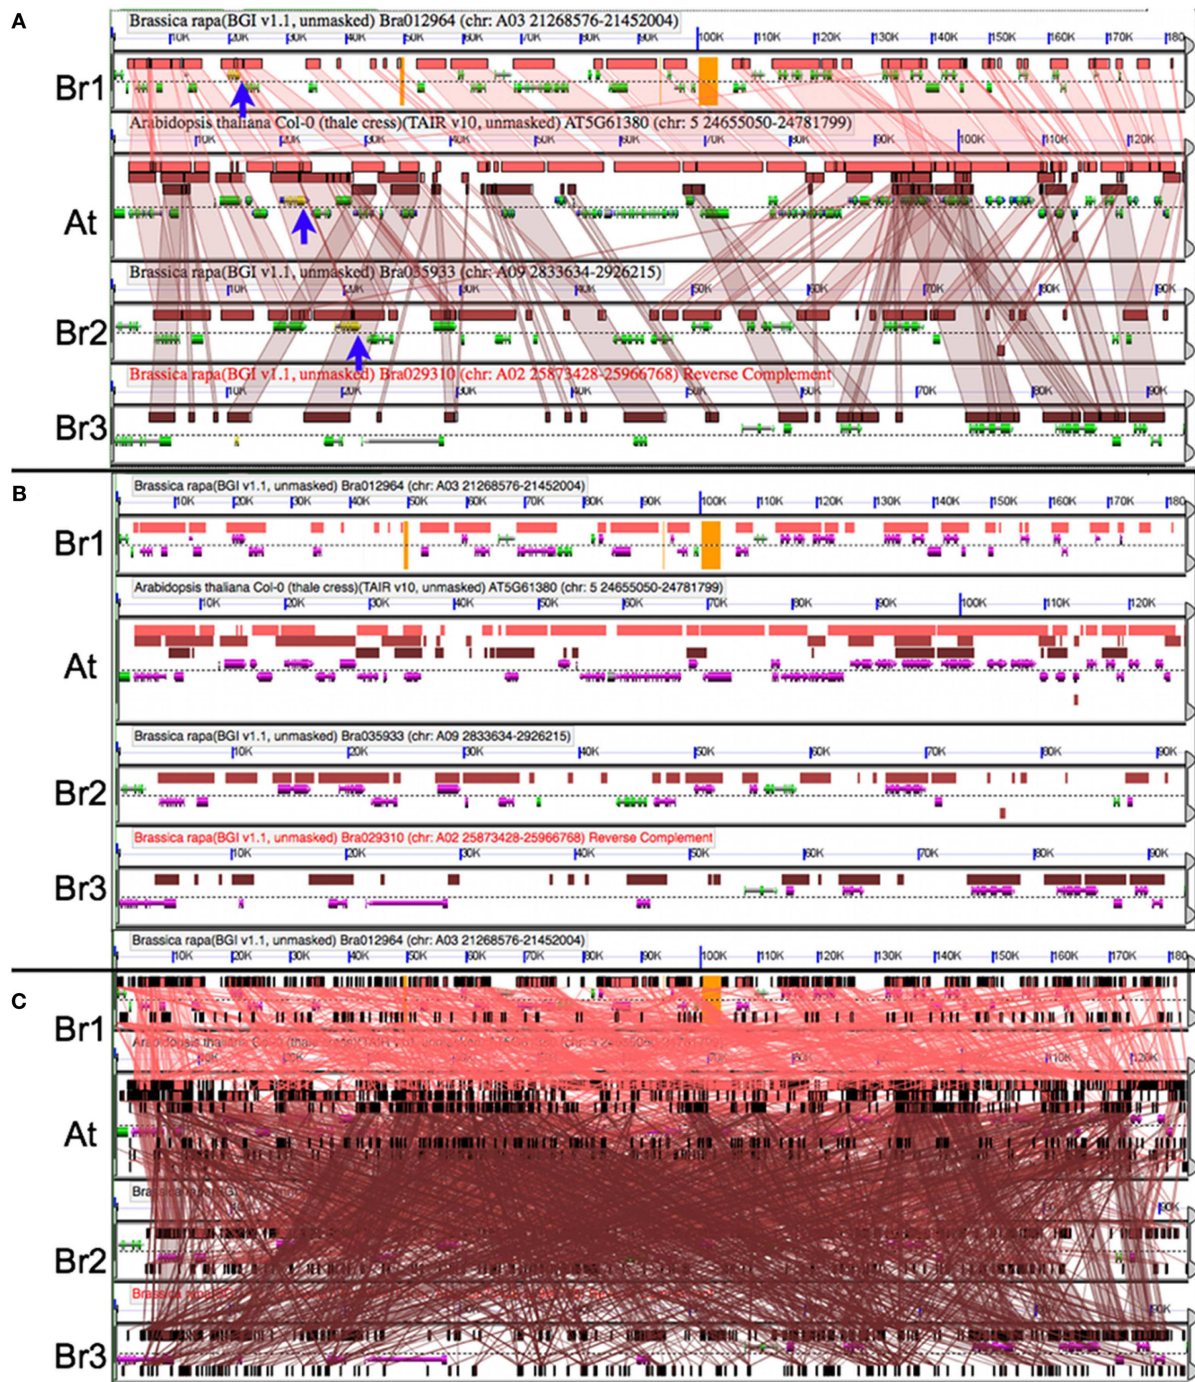 A
Brassica rapa(BGI v1.1, unmasked) Bra012964 (chr: A03 21268576-21452004)
10K 20K 30K 40K 50K 60K 70K 80K 90K 100K 110K 120K 130K 140K 150K 160K 170K 180
Br1
Arabidopsis thaliana Col-0 (thale cress)(TAIR v10, unmasked) AT5G61380 (chr: 5 24655050-24781799)
10K 20K 30K 40K 50K 60K 70K 80K 90K 100K 110K 120K
At
Brassica rapa(BGI v1.1, unmasked) Bra035933 (chr: A09 2833634-2926215)
10K 20K 30K 40K 50K 60K 70K 80K 90K
Br2
Brassica rapa(BGI v1.1, unmasked) Bra029310 (chr: A02 25873428-25966768) Reverse Complement
10K 20K 30K 40K 50K 60K 70K 80K 90K
Br3
B
Brassica rapa(BGI v1.1, unmasked) Bra012964 (chr: A03 21268576-21452004)
10K 20K 30K 40K 50K 60K 70K 80K 90K 100K 110K 120K 130K 140K 150K 160K 170K 180
Br1
Arabidopsis thaliana Col-0 (thale cress)(TAIR v10, unmasked) AT5G61380 (chr: 5 24655050-24781799)
10K 20K 30K 40K 50K 60K 70K 80K 90K 100K 110K 120K
At
Brassica rapa(BGI v1.1, unmasked) Bra035933 (chr: A09 2833634-2926215)
10K 20K 30K 40K 50K 60K 70K 80K 90K
Br2
Brassica rapa(BGI v1.1, unmasked) Bra029310 (chr: A02 25873428-25966768) Reverse Complement
10K 20K 30K 40K 50K 60K 70K 80K 90K
Br3
Brassica rapa(BGI v1.1, unmasked) Bra012964 (chr: A03 21268576-21452004)
10K 20K 30K 40K 50K 60K 70K 80K 90K 100K 110K 120K 130K 140K 150K 160K 170K 180
C
Br1
110K 120K
At
90K
Br2
90K
Br3